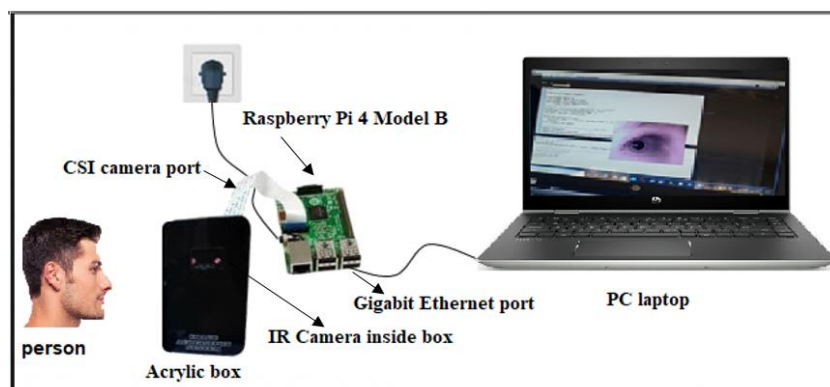 Raspberry Pi 4 Model B
CSI camera port
Gigabit Ethernet port
PC laptop
IR Camera inside box
person
Acrylic box
hp